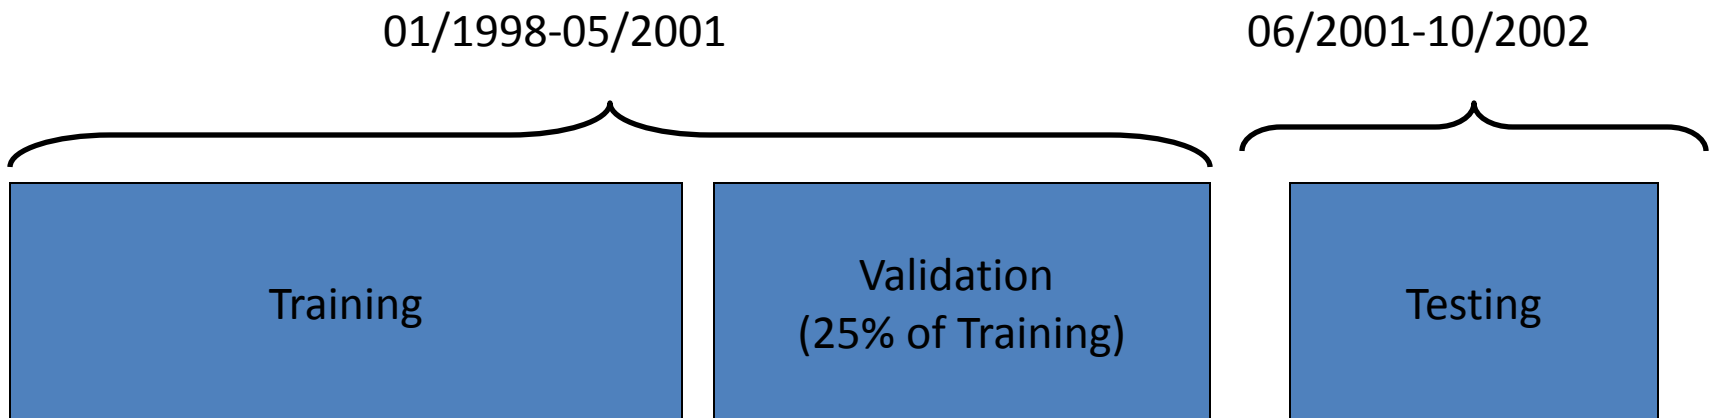 01/1998-05/2001
06/2001-10/2002
Training
Validation
(25% of Training)
Testing